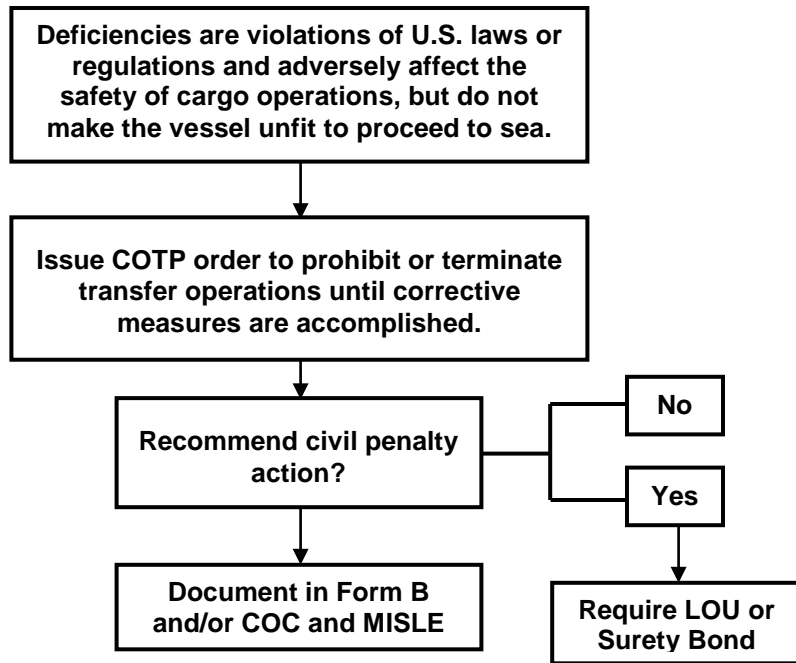 Deficiencies are violations of U.S. laws or
regulations and adversely affect the
safety of cargo operations, but do not
make the vessel unfit to proceed to sea.
Issue COTP order to prohibit or terminate
transfer operations until corrective
measures are accomplished.
Recommend civil penalty
action?
No
Yes
Document in Form B
and/or COC and MISLE
Require LOU or
Surety Bond